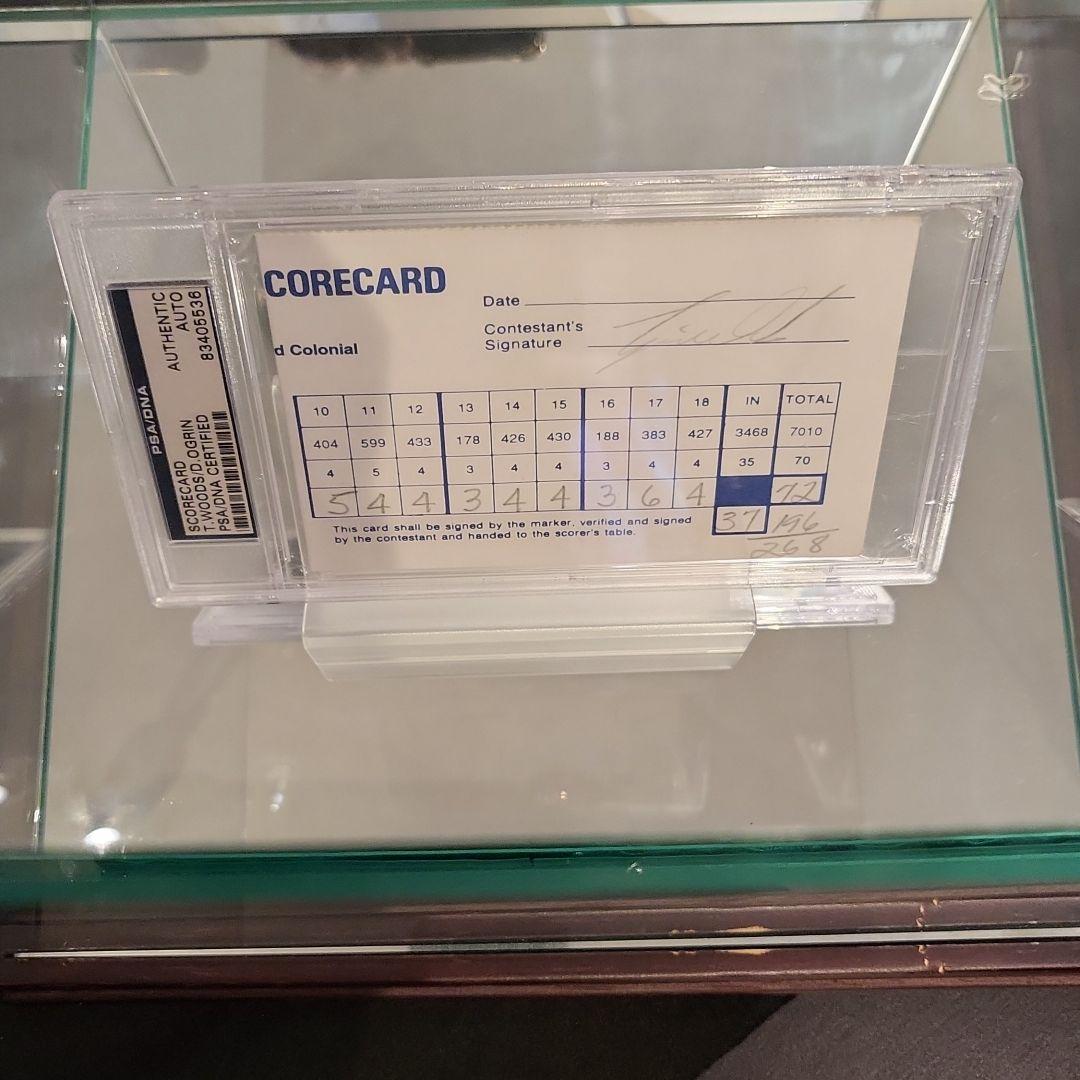 PSA/DNA
SCORECARD AUTHENTIC
T.WOODS/D.OGRIN AUTO
PSA/DNA CERTIFIED 83405536
CORECARD
Date
Contestant's
Signature
d Colonial
10 11 12 13 14 15 16 17 18 IN TOTAL
404 599 433 178 426 430 188 383 427 3468 7010
4 5 4 3 4 4 3 4 4 35 70
5 4 4 3 4 4 3 6 4 72
37 196
268
This card shall be signed by the marker, verified and signed
by the contestant and handed to the scorer's table.